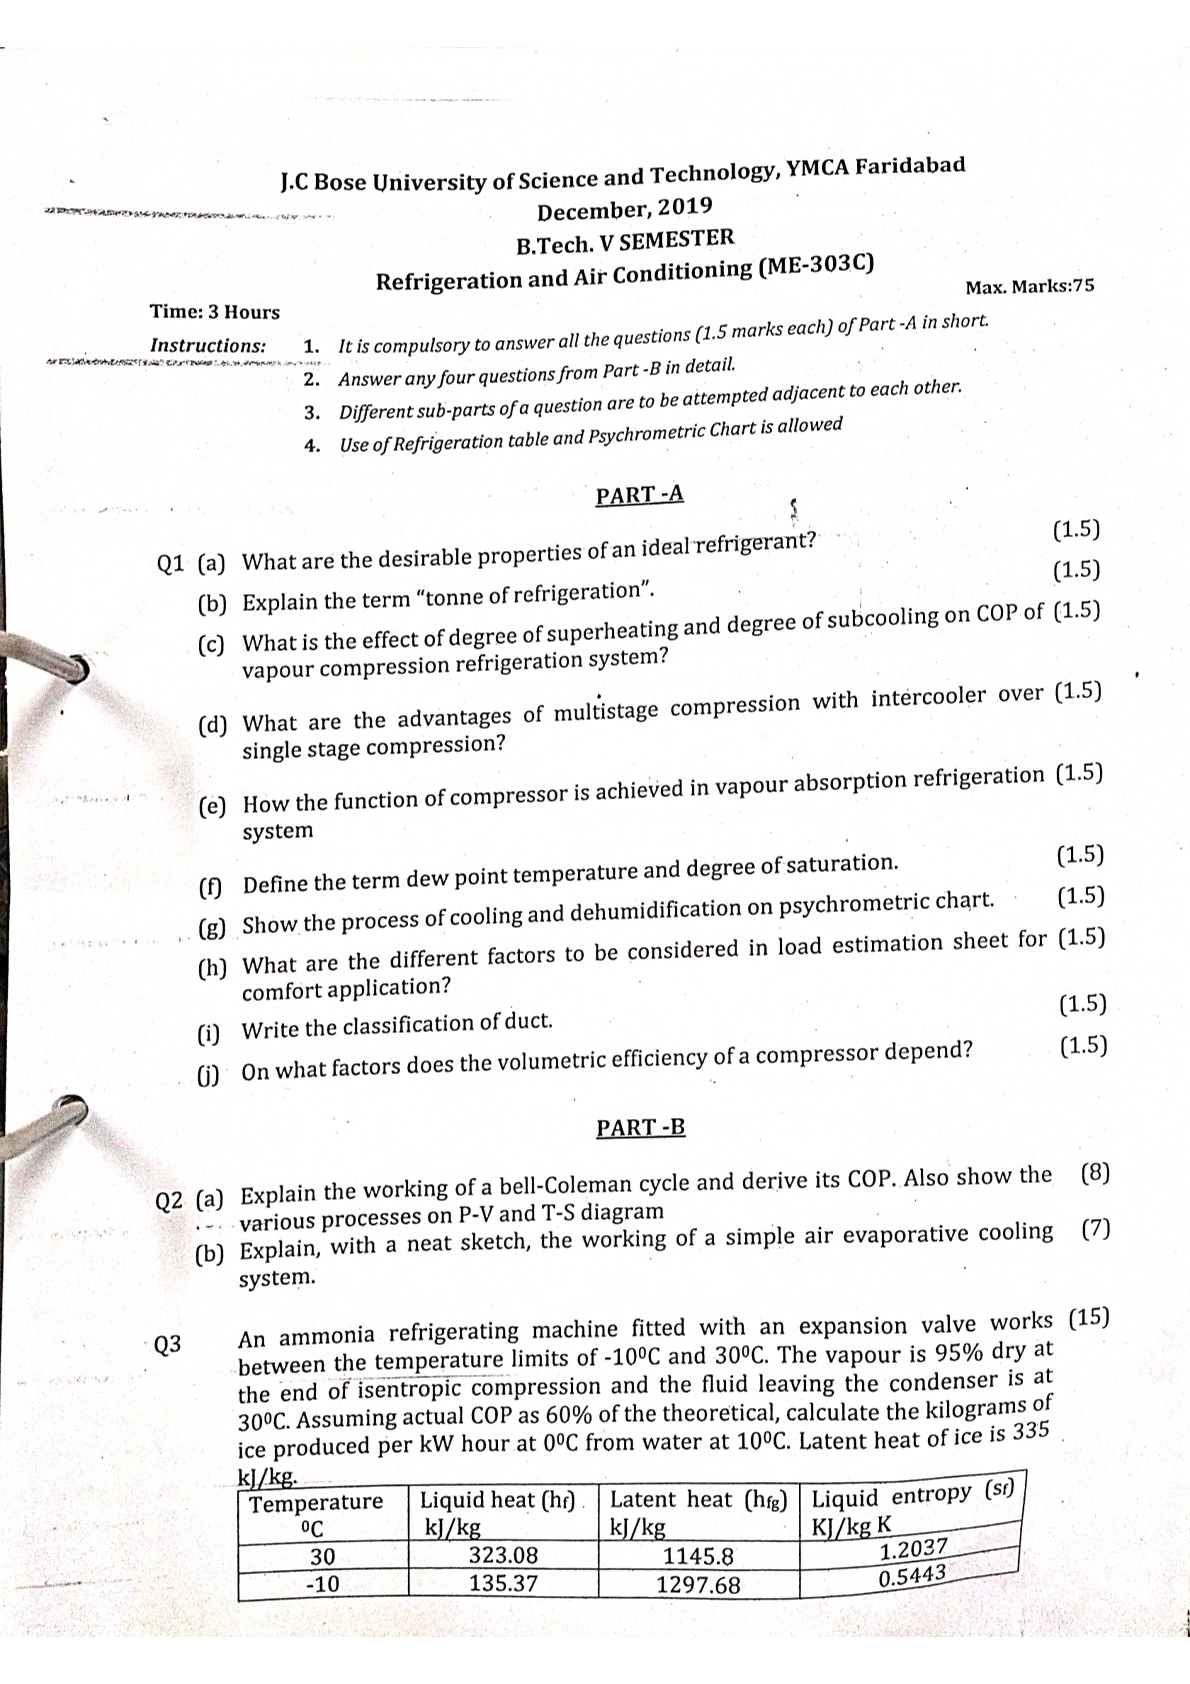 J.C Bose University of Science and Technology, YMCA Faridabad
December, 2019
B.Tech. V SEMESTER
Refrigeration and Air Conditioning (ME-303C)
Max. Marks:75
Time: 3 Hours
Instructions: 1. It is compulsory to answer all the questions (1.5 marks each) of Part -A in short.
2. Answer any four questions from Part -B in detail.
3. Different sub-parts of a question are to be attempted adjacent to each other.
4. Use of Refrigeration table and Psychrometric Chart is allowed
PART -A
Q1 (a) What are the desirable properties of an ideal refrigerant? (1.5)
(b) Explain the term “tonne of refrigeration”. (1.5)
(c) What is the effect of degree of superheating and degree of subcooling on COP of (1.5)
vapour compression refrigeration system?
(d) What are the advantages of multistage compression with intercooler over (1.5)
single stage compression?
(e) How the function of compressor is achieved in vapour absorption refrigeration (1.5)
system
(f) Define the term dew point temperature and degree of saturation. (1.5)
(g) Show the process of cooling and dehumidification on psychrometric chart. (1.5)
(h) What are the different factors to be considered in load estimation sheet for (1.5)
comfort application?
(i) Write the classification of duct. (1.5)
(j) On what factors does the volumetric efficiency of a compressor depend? (1.5)
PART -B
Q2 (a) Explain the working of a bell-Coleman cycle and derive its COP. Also show the (8)
various processes on P-V and T-S diagram
(b) Explain, with a neat sketch, the working of a simple air evaporative cooling (7)
system.
Q3 An ammonia refrigerating machine fitted with an expansion valve works (15)
between the temperature limits of -10⁰C and 30⁰C. The vapour is 95% dry at
the end of isentropic compression and the fluid leaving the condenser is at
30⁰C. Assuming actual COP as 60% of the theoretical, calculate the kilograms of
ice produced per kW hour at 0⁰C from water at 10⁰C. Latent heat of ice is 335
kJ/kg.
Temperature Liquid heat (hf) Latent heat (hfg) Liquid entropy (sf)
⁰C kJ/kg kJ/kg KJ/kg K
30 323.08 1145.8 1.2037
-10 135.37 1297.68 0.5443